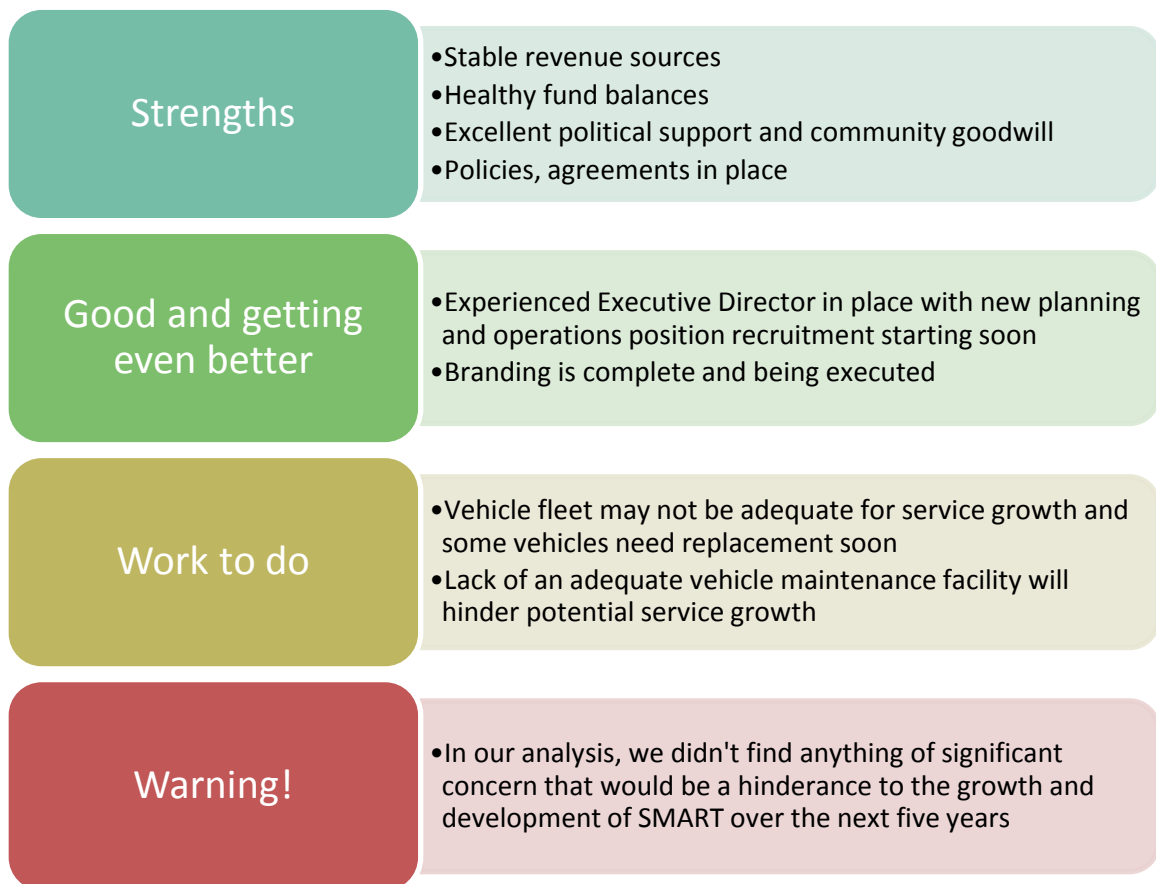 Strengths
•Stable revenue sources
•Healthy fund balances
•Excellent political support and community goodwill
•Policies, agreements in place
Good and getting
even better
•Experienced Executive Director in place with new planning
and operations position recruitment starting soon
•Branding is complete and being executed
Work to do
•Vehicle fleet may not be adequate for service growth and
some vehicles need replacement soon
•Lack of an adequate vehicle maintenance facility will
hinder potential service growth
Warning!
•In our analysis, we didn't find anything of significant
concern that would be a hinderance to the growth and
development of SMART over the next five years